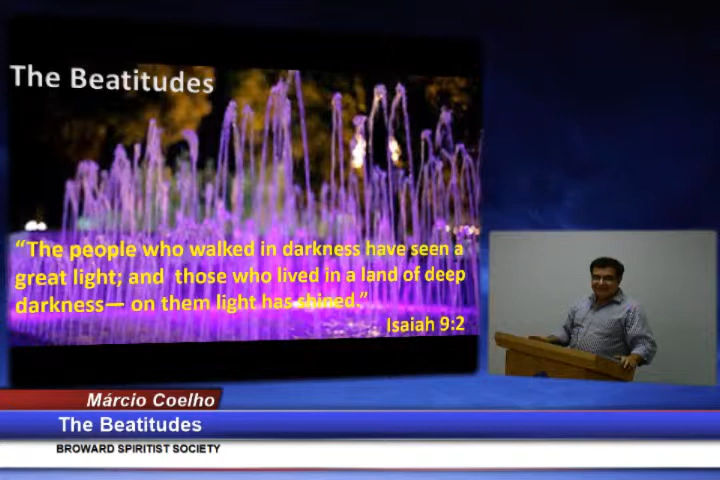 The Beatitudes
“The people who walked in darkness have seen a
great light; and those who lived in a land of deep
darkness— on them light has shined.”
Isaiah 9:2
Márcio Coelho
The Beatitudes
BROWARD SPIRITIST SOCIETY